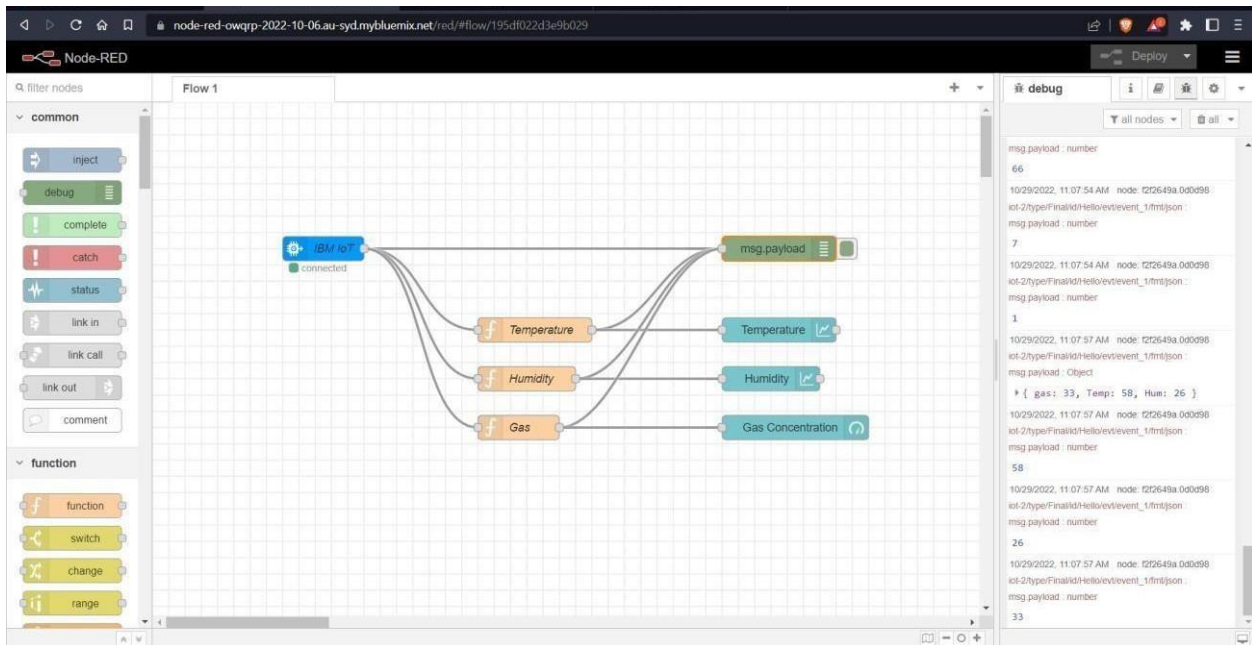 node-red-owqrp-2022-10-06.au-syd.mybluemix.net/red/#flow/195df022d3e9b029
Node-RED
Deploy
filter nodes
common
inject
debug
complete
catch
status
link in
link call
link out
comment
function
function
switch
change
range
Flow 1
IBM IoT
connected
msg.payload
Temperature
Temperature
Humidity
Humidity
Gas
Gas Concentration
debug
all nodes
all
msg.payload : number
66
10/29/2022, 11:07:54 AM node: f2f2649a.0d0d98
iot-2/type/Final/id/Hello/evt/event_1/fmt/json :
msg.payload : number
7
10/29/2022, 11:07:54 AM node: f2f2649a.0d0d98
iot-2/type/Final/id/Hello/evt/event_1/fmt/json :
msg.payload : number
1
10/29/2022, 11:07:57 AM node: f2f2649a.0d0d98
iot-2/type/Final/id/Hello/evt/event_1/fmt/json :
msg.payload : Object
{ gas: 33, Temp: 58, Hum: 26 }
10/29/2022, 11:07:57 AM node: f2f2649a.0d0d98
iot-2/type/Final/id/Hello/evt/event_1/fmt/json :
msg.payload : number
58
10/29/2022, 11:07:57 AM node: f2f2649a.0d0d98
iot-2/type/Final/id/Hello/evt/event_1/fmt/json :
msg.payload : number
26
10/29/2022, 11:07:57 AM node: f2f2649a.0d0d98
iot-2/type/Final/id/Hello/evt/event_1/fmt/json :
msg.payload : number
33